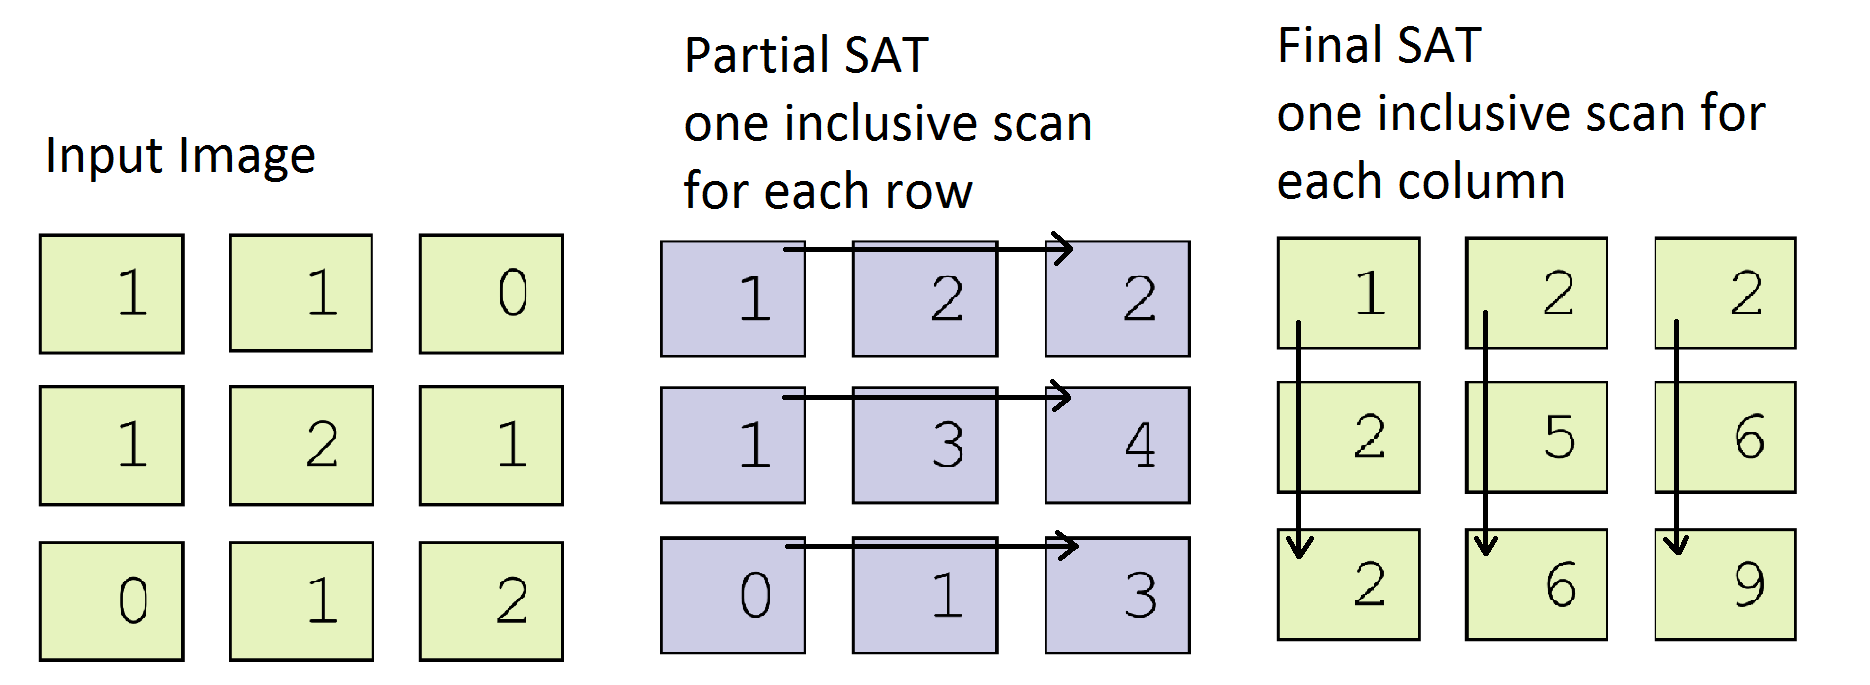 Input Image
1 1 0
1 2 1
0 1 2
Partial SAT
one inclusive scan
for each row
1 2 2
1 3 4
0 1 3
Final SAT
one inclusive scan for
each column
1 2 2
2 5 6
2 6 9